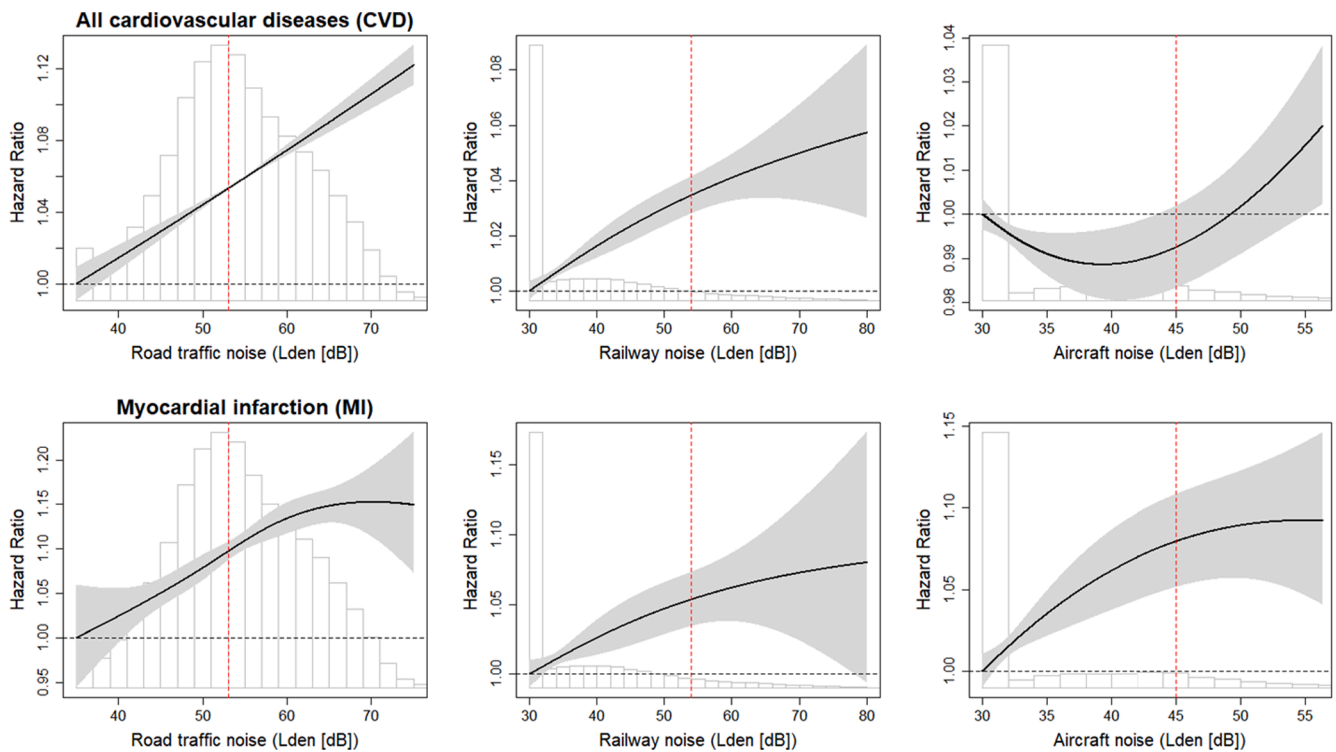 All cardiovascular diseases (CVD)
Hazard Ratio
1.00 1.04 1.08 1.12
40 50 60 70
Road traffic noise (Lden [dB])
Hazard Ratio
1.00 1.02 1.04 1.06 1.08
30 40 50 60 70 80
Railway noise (Lden [dB])
Hazard Ratio
0.98 0.99 1.00 1.01 1.02 1.03 1.04
30 35 40 45 50 55
Aircraft noise (Lden [dB])
Myocardial infarction (MI)
Hazard Ratio
0.95 1.00 1.05 1.10 1.15 1.20
40 50 60 70
Road traffic noise (Lden [dB])
Hazard Ratio
1.00 1.05 1.10 1.15
30 40 50 60 70 80
Railway noise (Lden [dB])
Hazard Ratio
1.00 1.05 1.10 1.15
30 35 40 45 50 55
Aircraft noise (Lden [dB])